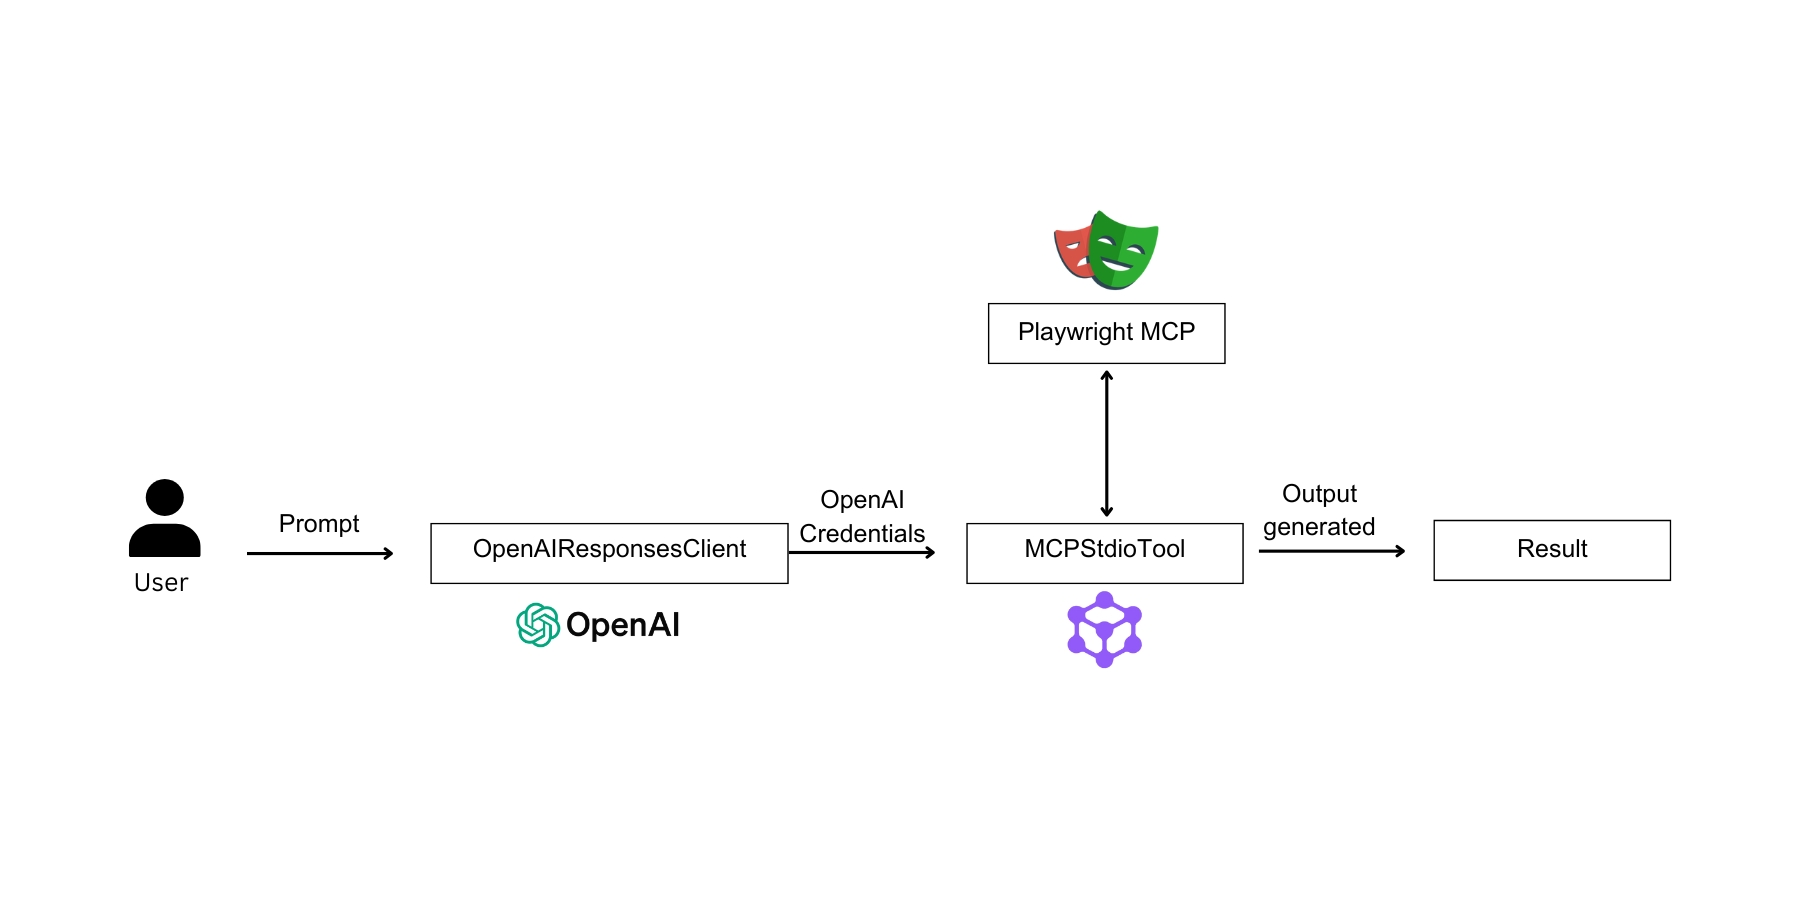 Playwright MCP
User
Prompt
OpenAIResponsesClient
OpenAI
OpenAI
Credentials
MCPStdioTool
Output
generated
Result